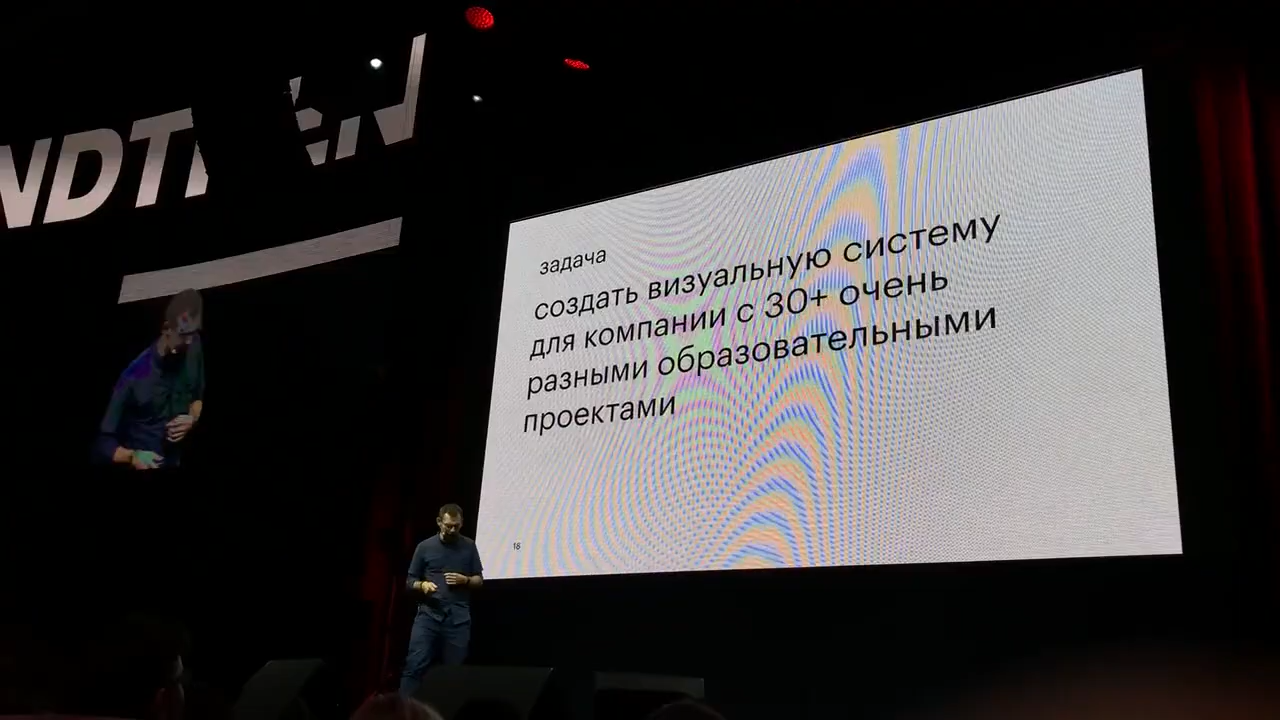 задача
создать визуальную систему
для компании с 30+ очень
разными образовательными
проектами
18